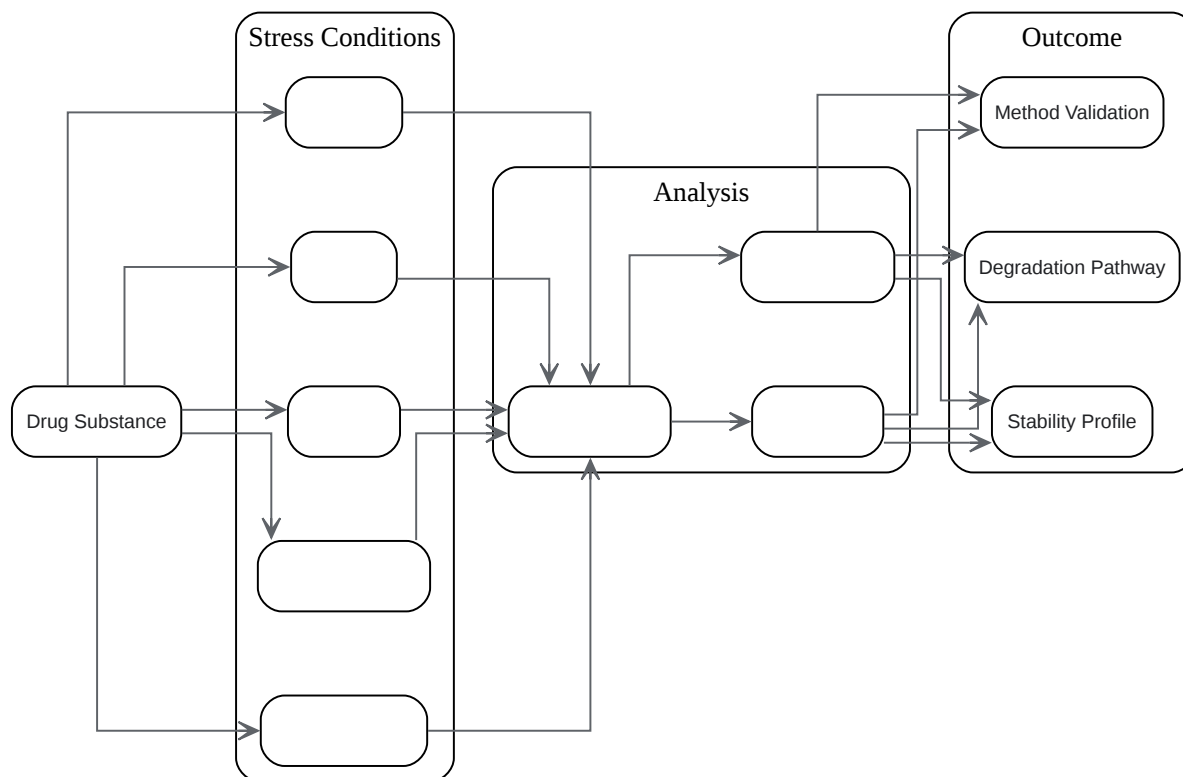 Stress Conditions
Outcome
Method Validation
Analysis
Degradation Pathway
Drug Substance
Stability Profile